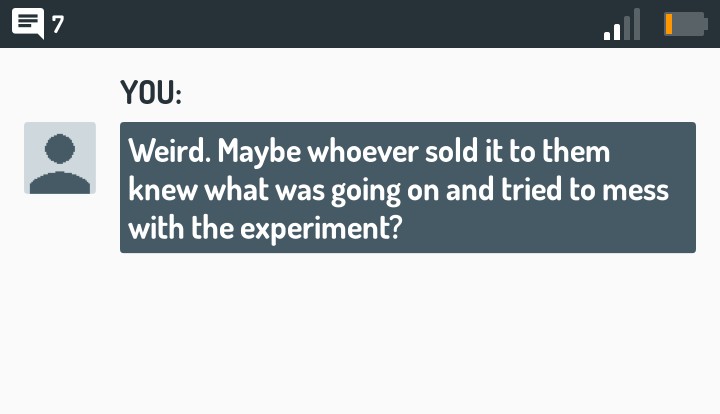 7
YOU:
Weird. Maybe whoever sold it to them
knew what was going on and tried to mess
with the experiment?